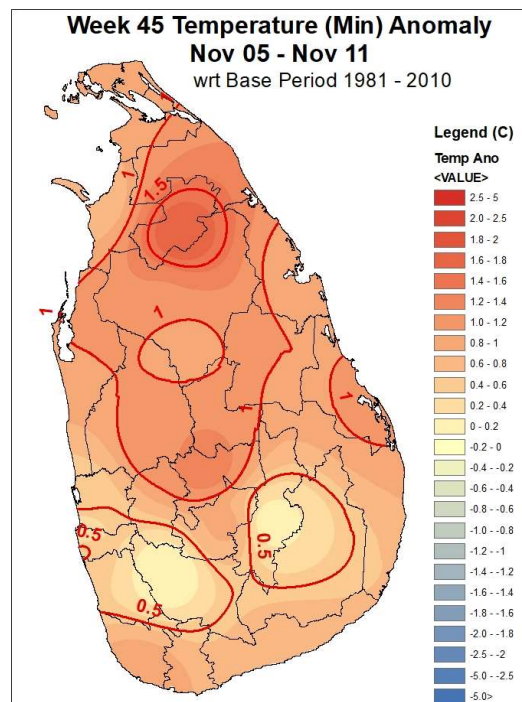 Week 45 Temperature (Min) Anomaly
Nov 05 - Nov 11
wrt Base Period 1981 - 2010
Legend (C)
Temp Ano
<VALUE>
2.5 - 5
2.0 - 2.5
1.8 - 2
1.6 - 1.8
1.4 - 1.6
1.2 - 1.4
1.0 - 1.2
0.8 - 1
0.6 - 0.8
0.4 - 0.6
0.2 - 0.4
0 - 0.2
-0.2 - 0
-0.4 - -0.2
-0.6 - -0.4
-0.8 - -0.6
-1.0 - -0.8
-1.2 - -1
-1.4 - -1.2
-1.6 - -1.4
-1.8 - -1.6
-2.0 - -1.8
-2.5 - -2
-5.0 - -2.5
-5.0>
1
1
1.5
1
1
1
1
0.5
0.5
0.5